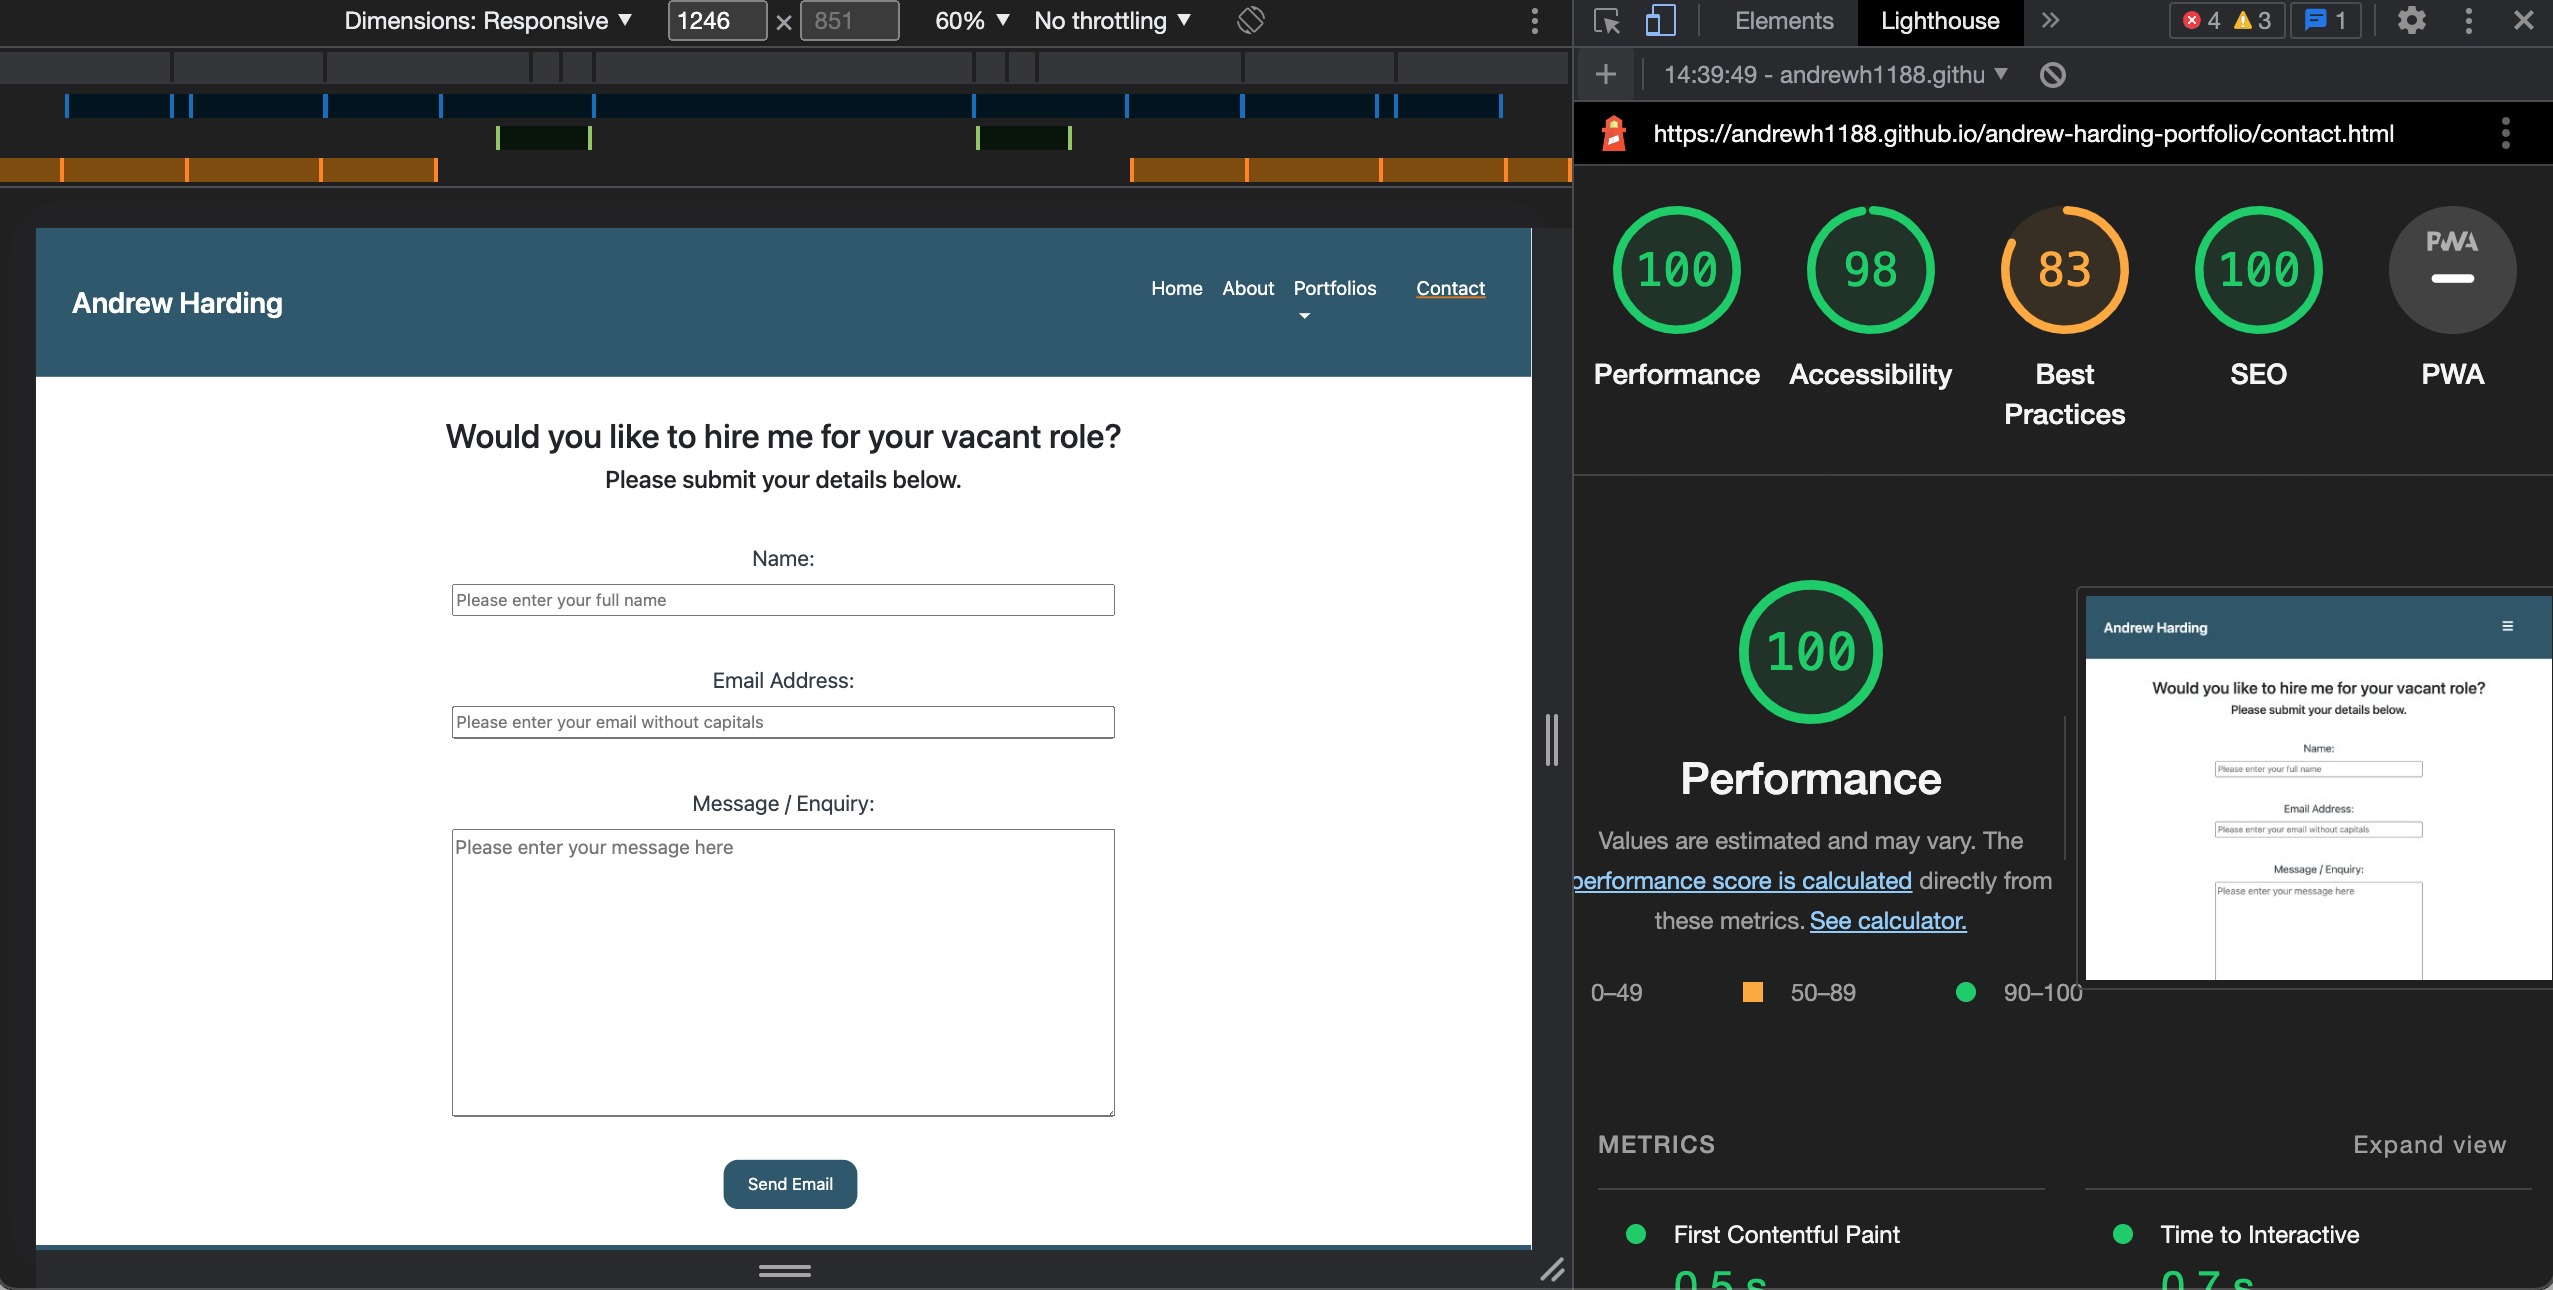 Dimensions: Responsive ▼ 1246 × 851 60% ▼ No throttling ▼
Elements Lighthouse » 4 3 1
14:39:49 - andrewh1188.githu ▼
https://andrewh1188.github.io/andrew-harding-portfolio/contact.html
Andrew Harding
Home About Portfolios Contact
Would you like to hire me for your vacant role?
Please submit your details below.
Name:
Please enter your full name
Email Address:
Please enter your email without capitals
Message / Enquiry:
Please enter your message here
Send Email
100 98 83 100 PWA
Performance Accessibility Best Practices SEO PWA
100
Performance
Values are estimated and may vary. The
performance score is calculated directly from
these metrics. See calculator.
0–49 50–89 90–100
Andrew Harding
Would you like to hire me for your vacant role?
Please submit your details below.
Name:
Please enter your full name
Email Address:
Please enter your email without capitals
Message / Enquiry:
Please enter your message here
METRICS Expand view
First Contentful Paint Time to Interactive
0.5 s 0.7 s